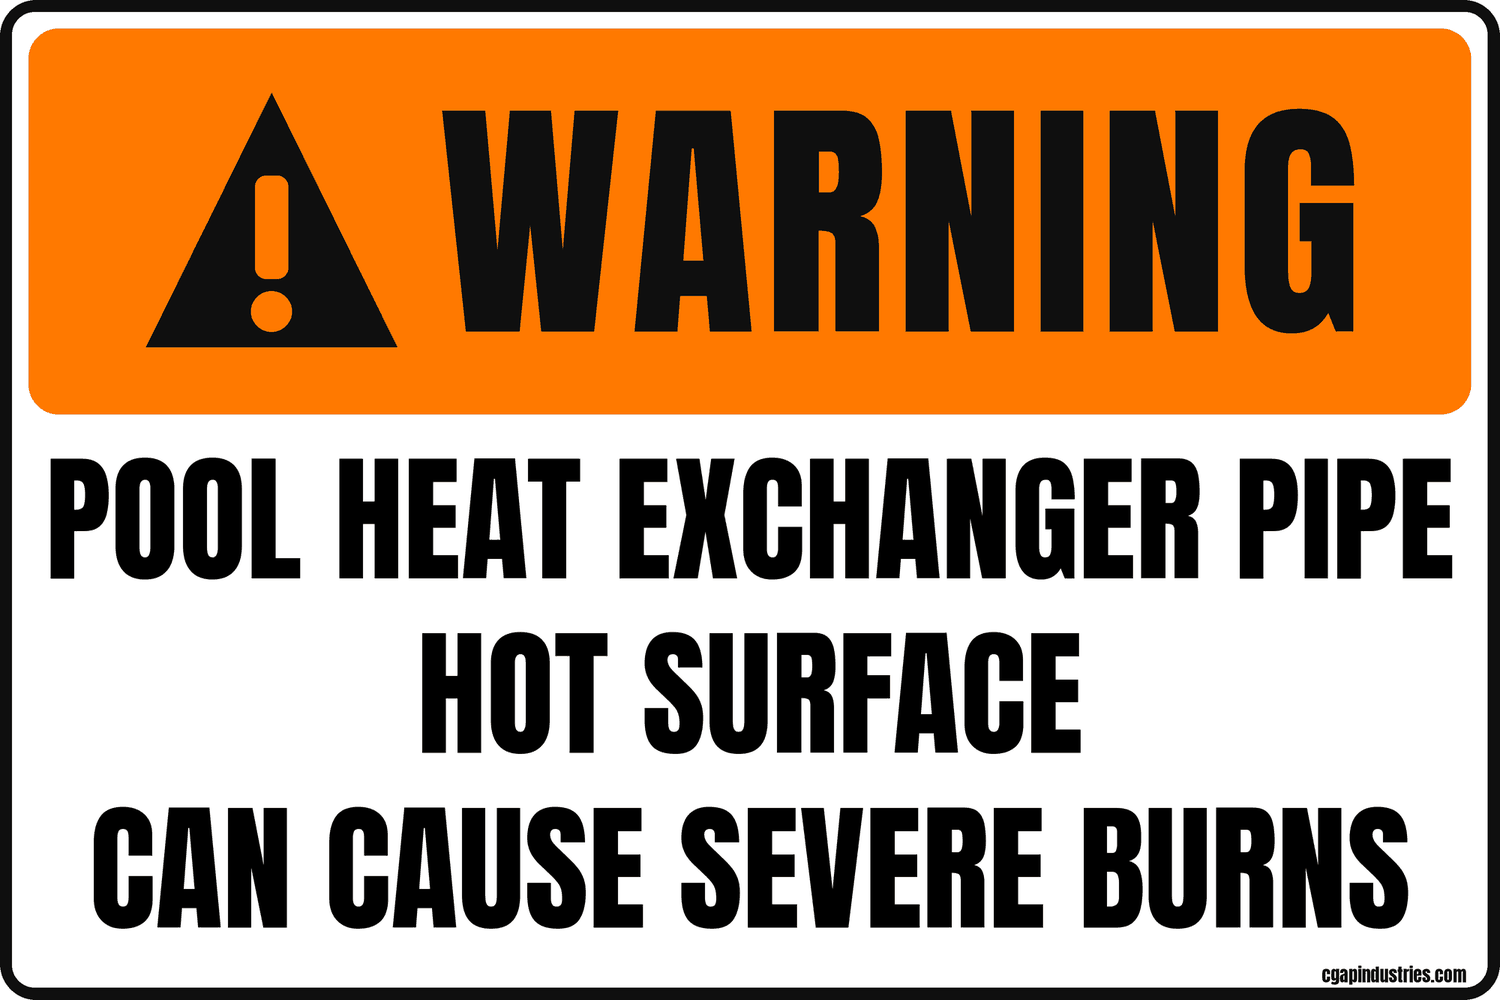 WARNING
POOL HEAT EXCHANGER PIPE
HOT SURFACE
CAN CAUSE SEVERE BURNS
cgapindustries.com